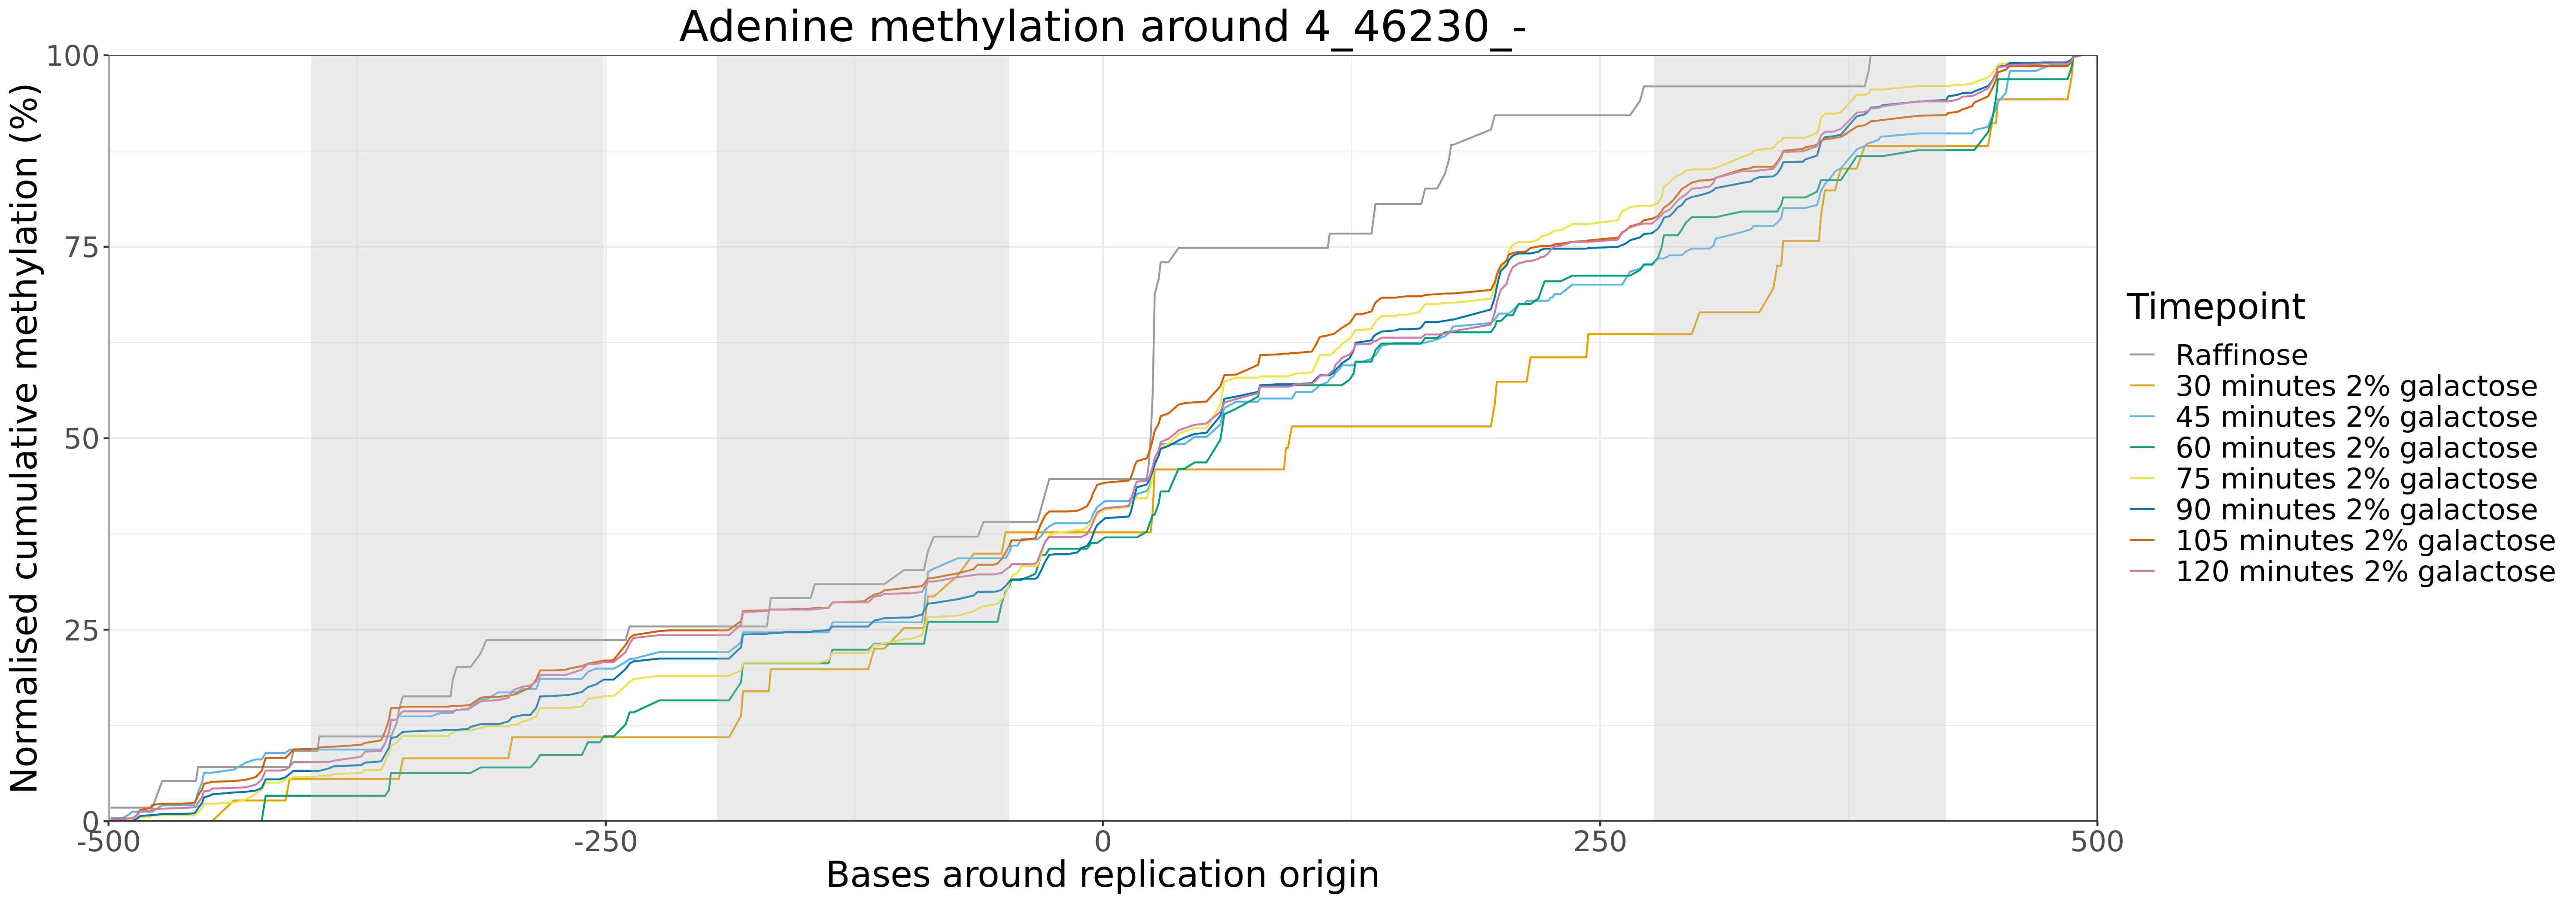 Adenine methylation around 4_46230_-
Normalised cumulative methylation (%)
100
75
50
25
0
-500
-250
0
250
500
Bases around replication origin
Timepoint
Raffinose
30 minutes 2% galactose
45 minutes 2% galactose
60 minutes 2% galactose
75 minutes 2% galactose
90 minutes 2% galactose
105 minutes 2% galactose
120 minutes 2% galactose